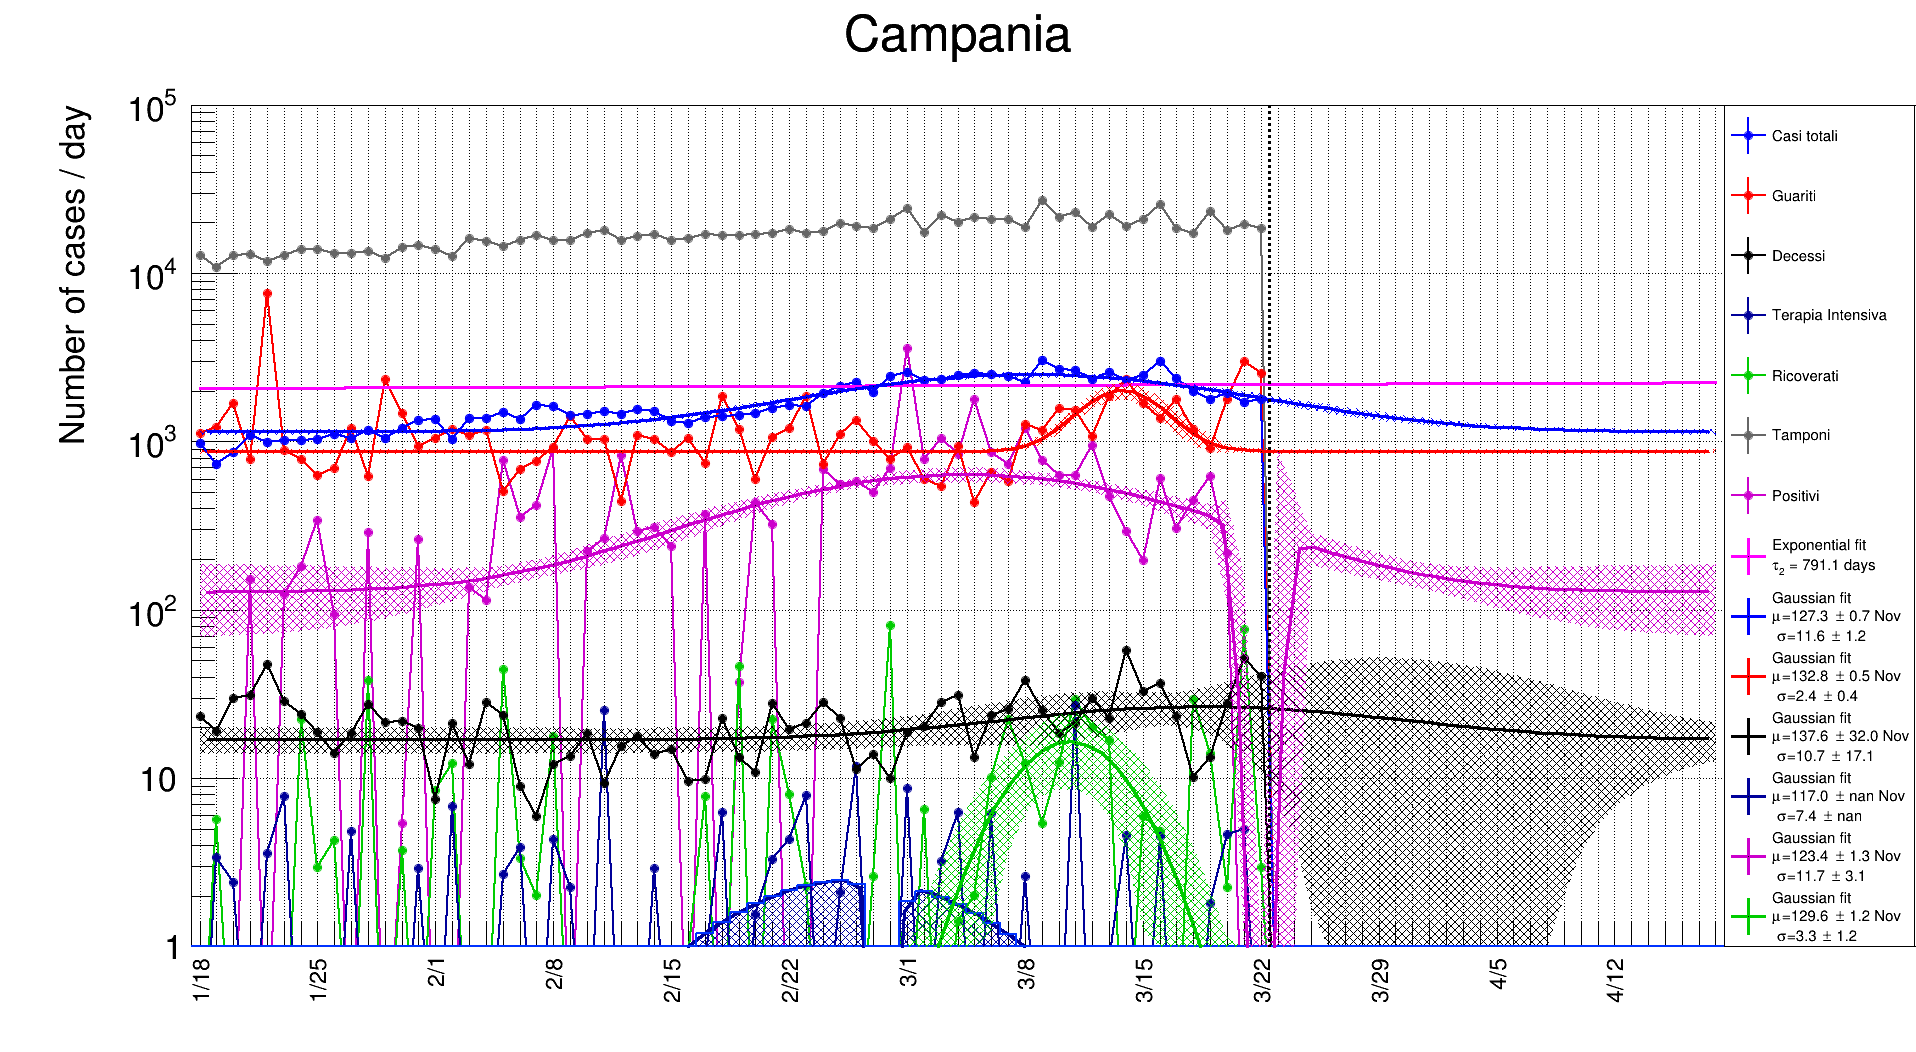 Campania
Number of cases / day
10^5
10^4
10^3
10^2
10
1
1/18
1/25
2/1
2/8
2/15
2/22
3/1
3/8
3/15
3/22
3/29
4/5
4/12
Casi totali
Guariti
Decessi
Terapia Intensiva
Ricoverati
Tamponi
Positivi
Exponential fit
τ₂ = 791.1 days
Gaussian fit
μ=127.3 ± 0.7 Nov
σ=11.6 ± 1.2
Gaussian fit
μ=132.8 ± 0.5 Nov
σ=2.4 ± 0.4
Gaussian fit
μ=137.6 ± 32.0 Nov
σ=10.7 ± 17.1
Gaussian fit
μ=117.0 ± nan Nov
σ=7.4 ± nan
Gaussian fit
μ=123.4 ± 1.3 Nov
σ=11.7 ± 3.1
Gaussian fit
μ=129.6 ± 1.2 Nov
σ=3.3 ± 1.2